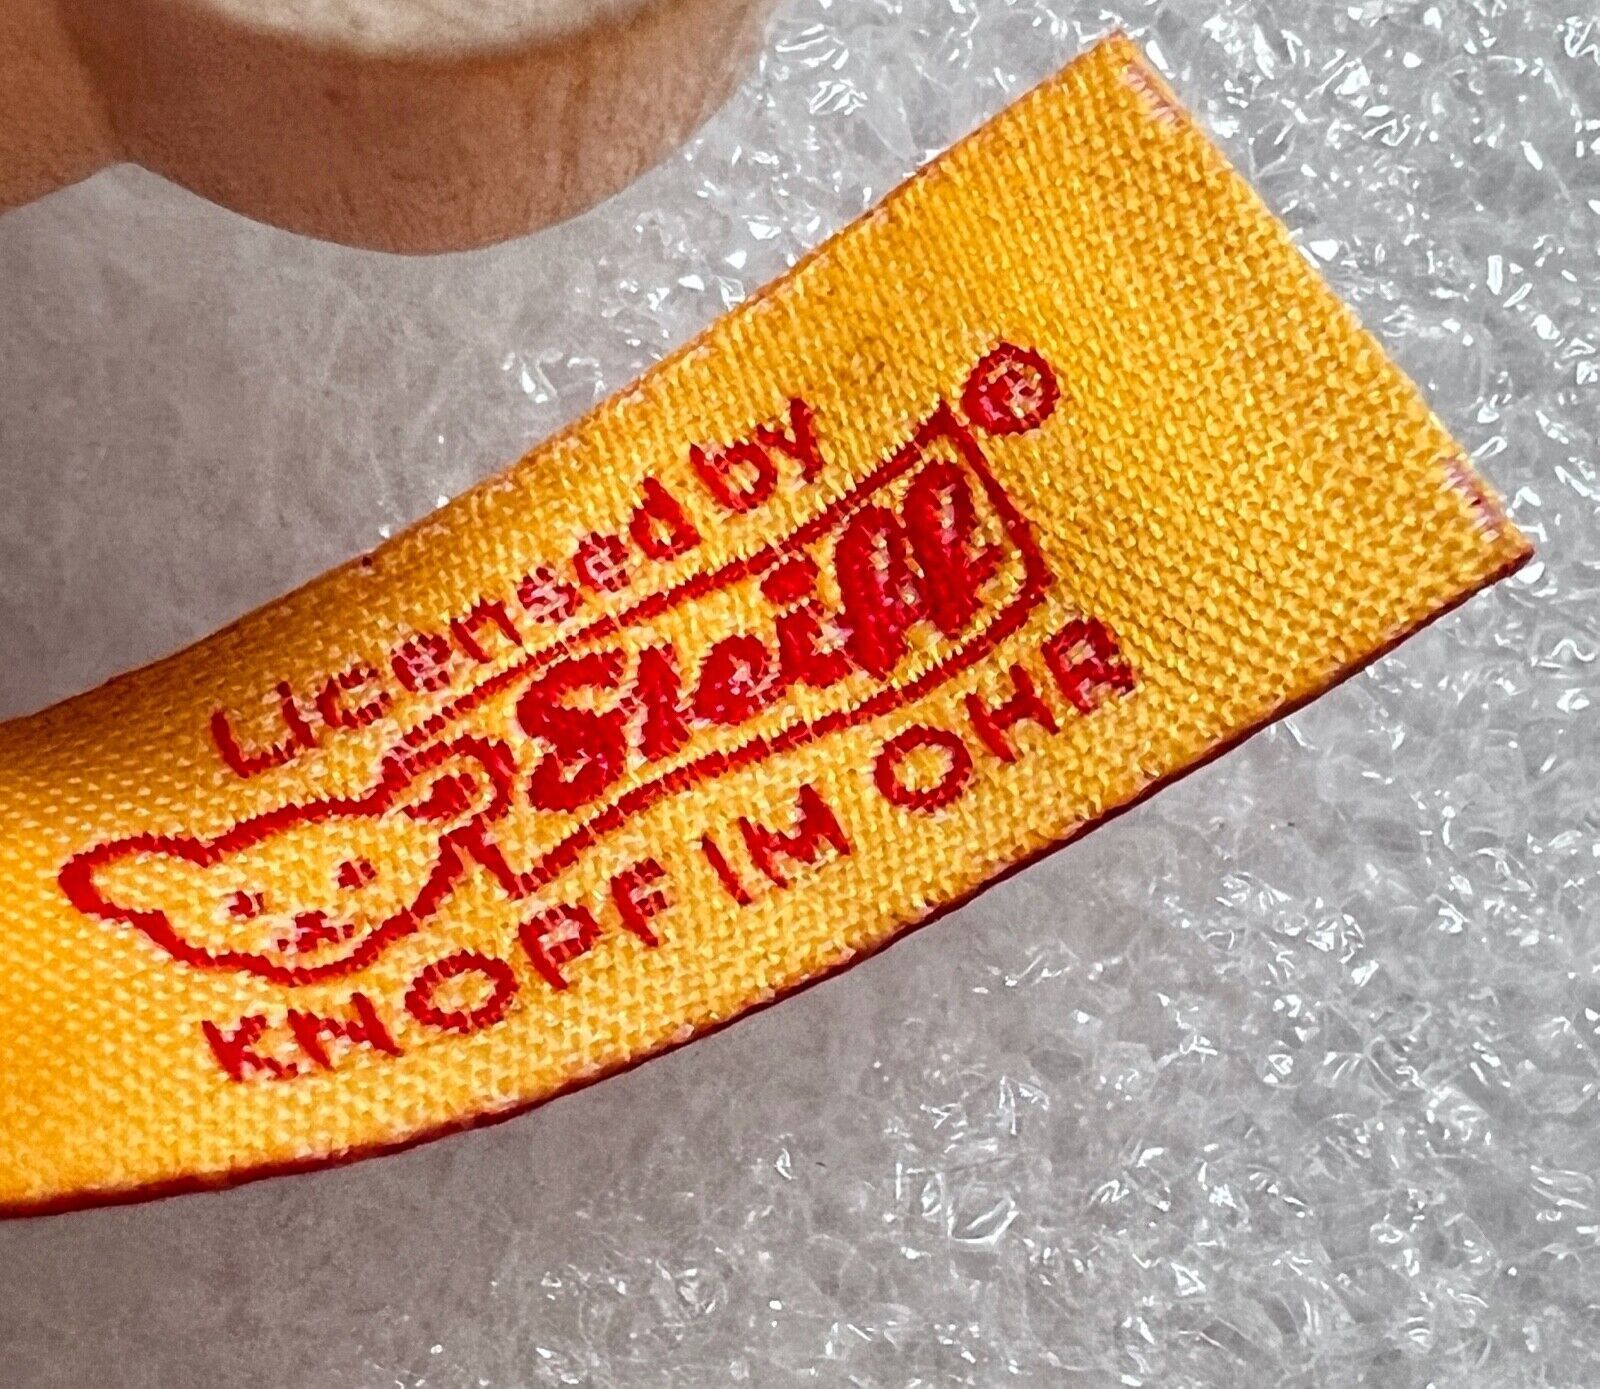 Licensed by
Steiff ®
KNOPF IM OHR